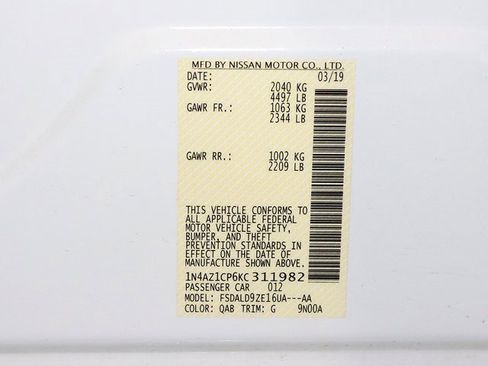 MFD BY NISSAN MOTOR CO., LTD.
DATE: 03/19
GVWR: 2040 KG
4497 LB
GAWR FR.: 1063 KG
2344 LB
GAWR RR.: 1002 KG
2209 LB
THIS VEHICLE CONFORMS TO
ALL APPLICABLE FEDERAL
MOTOR VEHICLE SAFETY,
BUMPER, AND THEFT
PREVENTION STANDARDS IN
EFFECT ON THE DATE OF
MANUFACTURE SHOWN ABOVE.
1N4AZ1CP6KC311982
PASSENGER CAR 012
MODEL: FSDALD9ZE16UA---AA
COLOR: QAB TRIM: G 9N00A